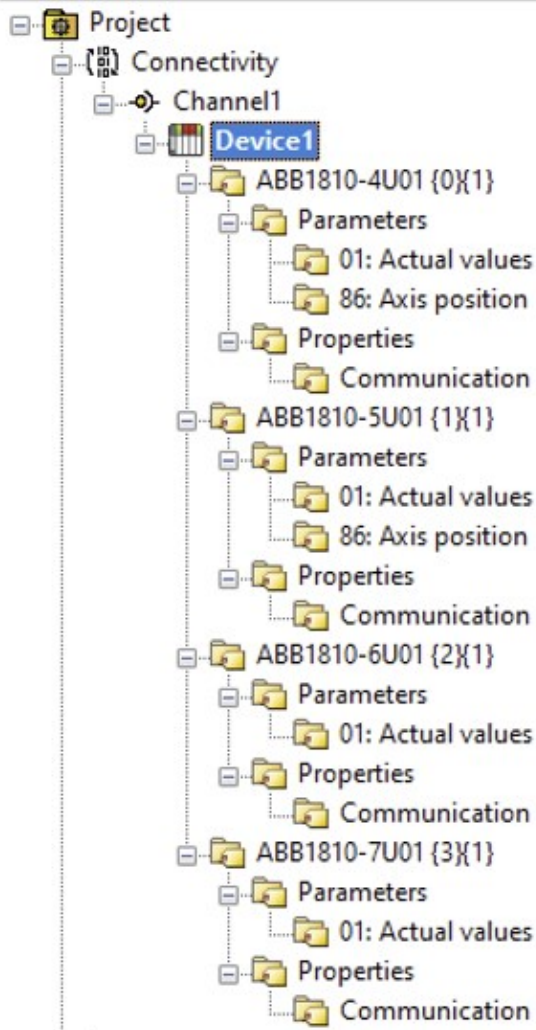 Project
Connectivity
Channel1
Device1
ABB1810-4U01 {0}{1}
Parameters
01: Actual values
86: Axis position
Properties
Communication
ABB1810-5U01 {1}{1}
Parameters
01: Actual values
86: Axis position
Properties
Communication
ABB1810-6U01 {2}{1}
Parameters
01: Actual values
Properties
Communication
ABB1810-7U01 {3}{1}
Parameters
01: Actual values
Properties
Communication